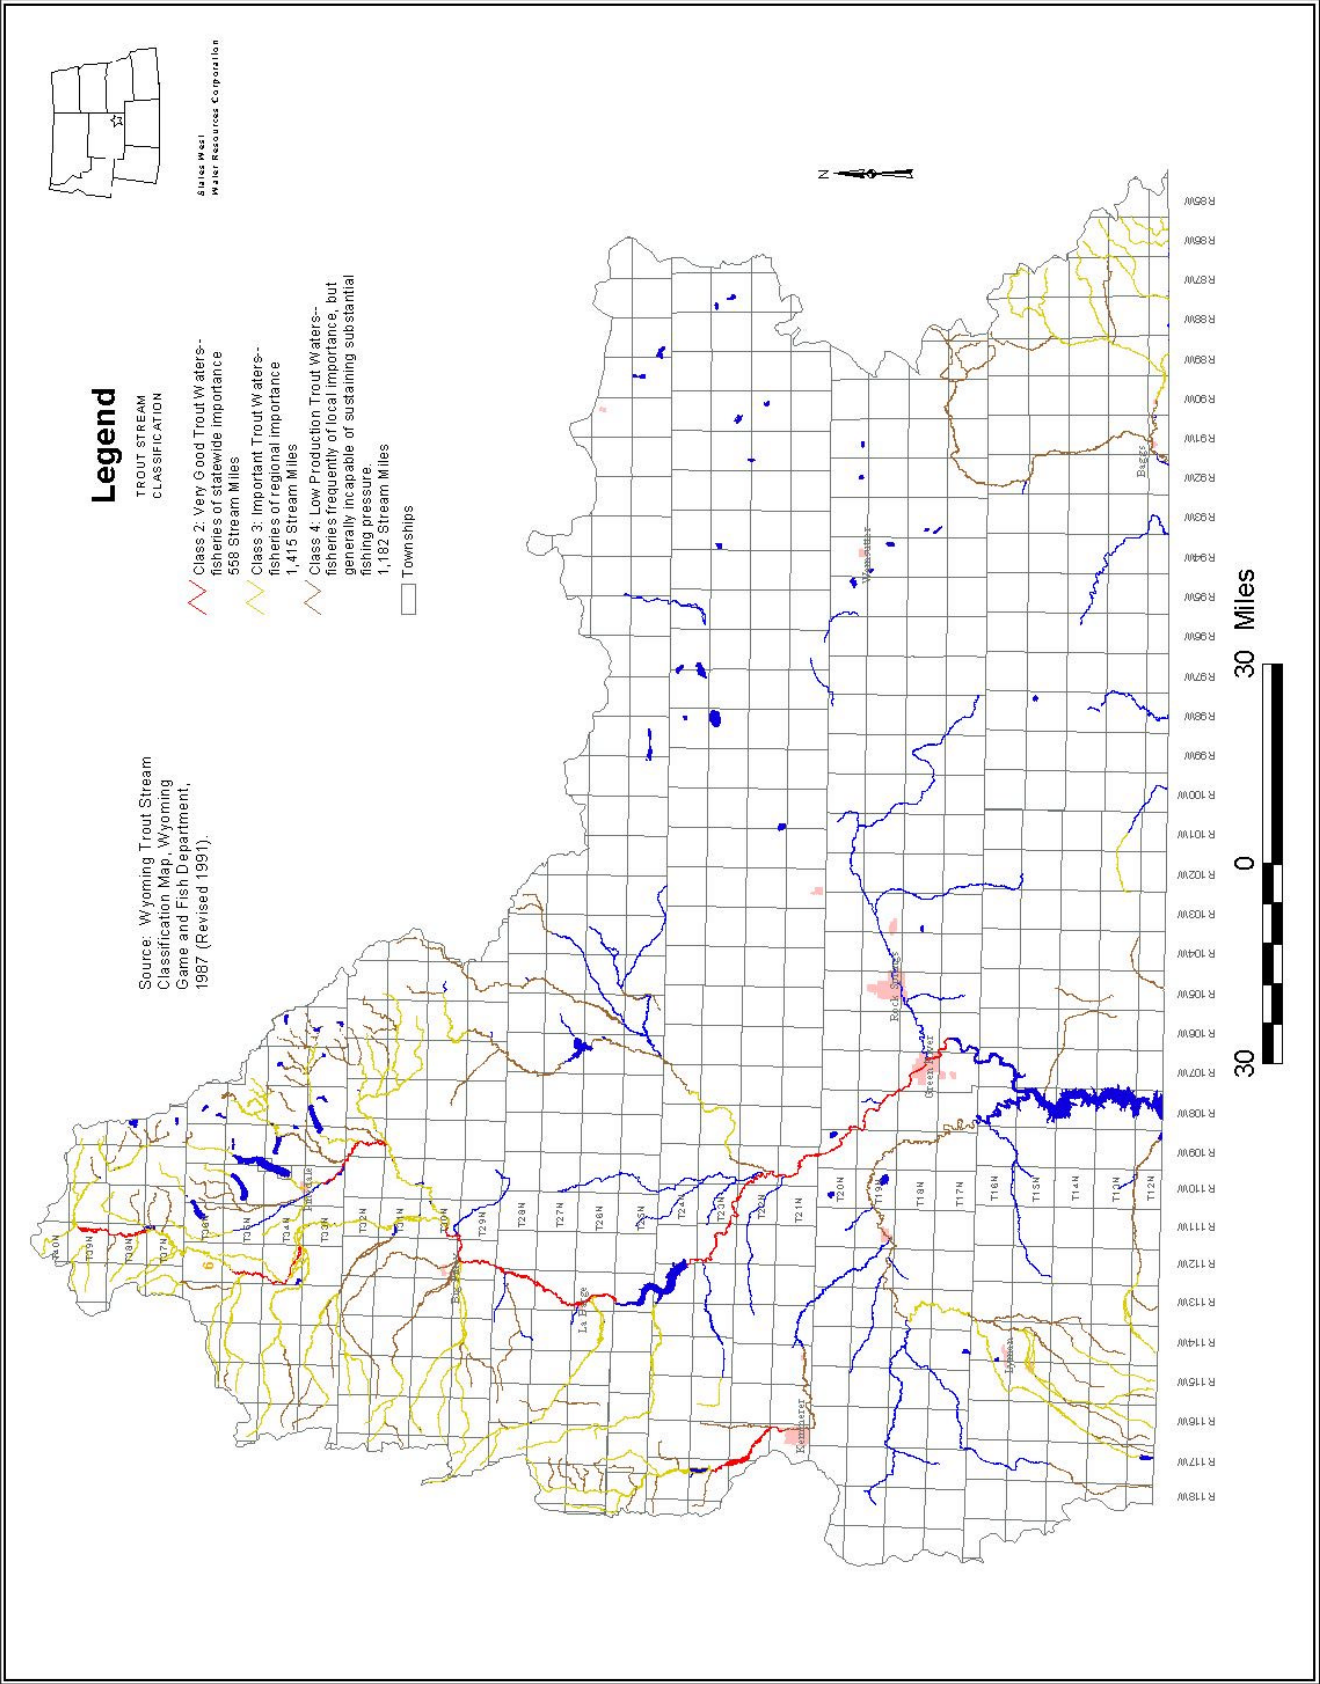 Legend
TROUT STREAM
CLASSIFICATION
Class 2: Very Good Trout Waters--
fisheries of statewide importance
558 Stream Miles
Class 3: Important Trout Waters--
fisheries of regional importance
1,415 Stream Miles
Class 4: Low Production Trout Waters--
fisheries frequently of local importance, but
generally incapable of sustaining substantial
fishing pressure.
1,182 Stream Miles
Townships
States West
Water Resources Corporation
Source: Wyoming Trout Stream
Classification Map, Wyoming
Game and Fish Department,
1987 (Revised 1991).
N
T40N
T39N
T38N
T37N
T36N
T35N
T34N
T33N
T32N
T31N
T30N
T29N
T28N
T27N
T26N
T25N
T24N
T23N
T22N
T21N
T20N
T19N
T18N
T17N
T16N
T15N
T14N
T13N
T12N
6
Pinedale
La Barge
Kemmerer
Lyman
Green River
Rock Springs
Wamsutter
Baggs
R118W
R117W
R116W
R115W
R114W
R113W
R112W
R111W
R110W
R109W
R108W
R107W
R106W
R105W
R104W
R103W
R102W
R101W
R100W
R99W
R98W
R97W
R96W
R95W
R94W
R93W
R92W
R91W
R90W
R89W
R88W
R87W
R86W
R85W
30 0 30 Miles